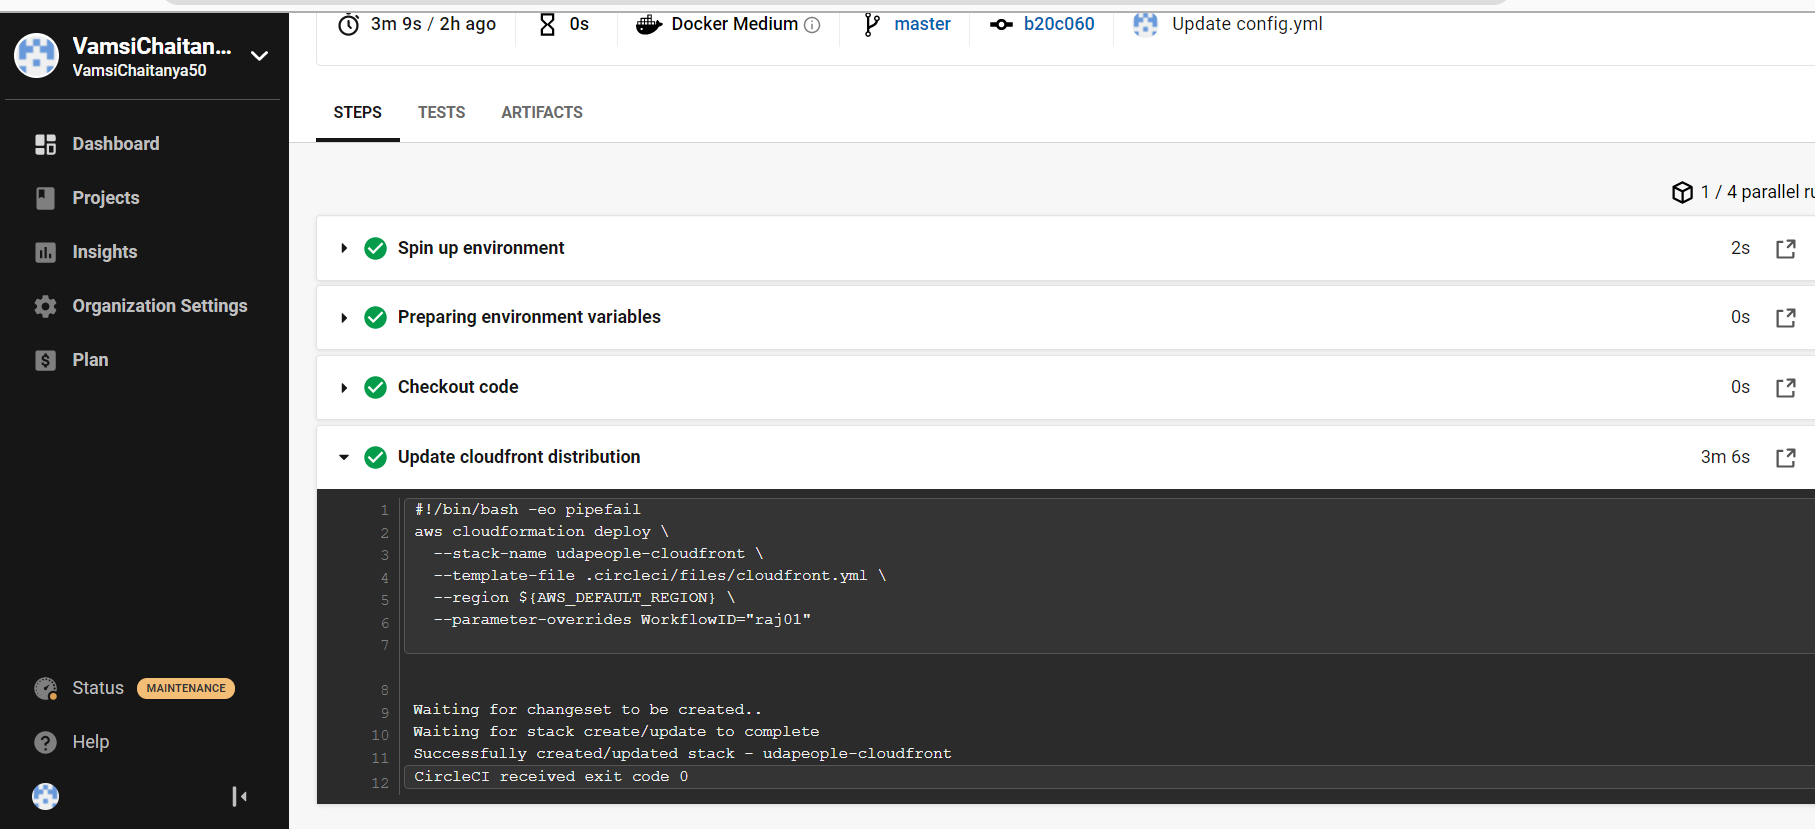 VamsiChaitan...
VamsiChaitanya50
Dashboard
Projects
Insights
Organization Settings
Plan
Status MAINTENANCE
Help
3m 9s / 2h ago 0s Docker Medium master b20c060 Update config.yml
STEPS TESTS ARTIFACTS
1 / 4 parallel ru
Spin up environment 2s
Preparing environment variables 0s
Checkout code 0s
Update cloudfront distribution 3m 6s
1 #!/bin/bash -eo pipefail
2 aws cloudformation deploy \
3 --stack-name udapeople-cloudfront \
4 --template-file .circleci/files/cloudfront.yml \
5 --region ${AWS_DEFAULT_REGION} \
6 --parameter-overrides WorkflowID="raj01"
7
8
9 Waiting for changeset to be created..
10 Waiting for stack create/update to complete
11 Successfully created/updated stack - udapeople-cloudfront
12 CircleCI received exit code 0